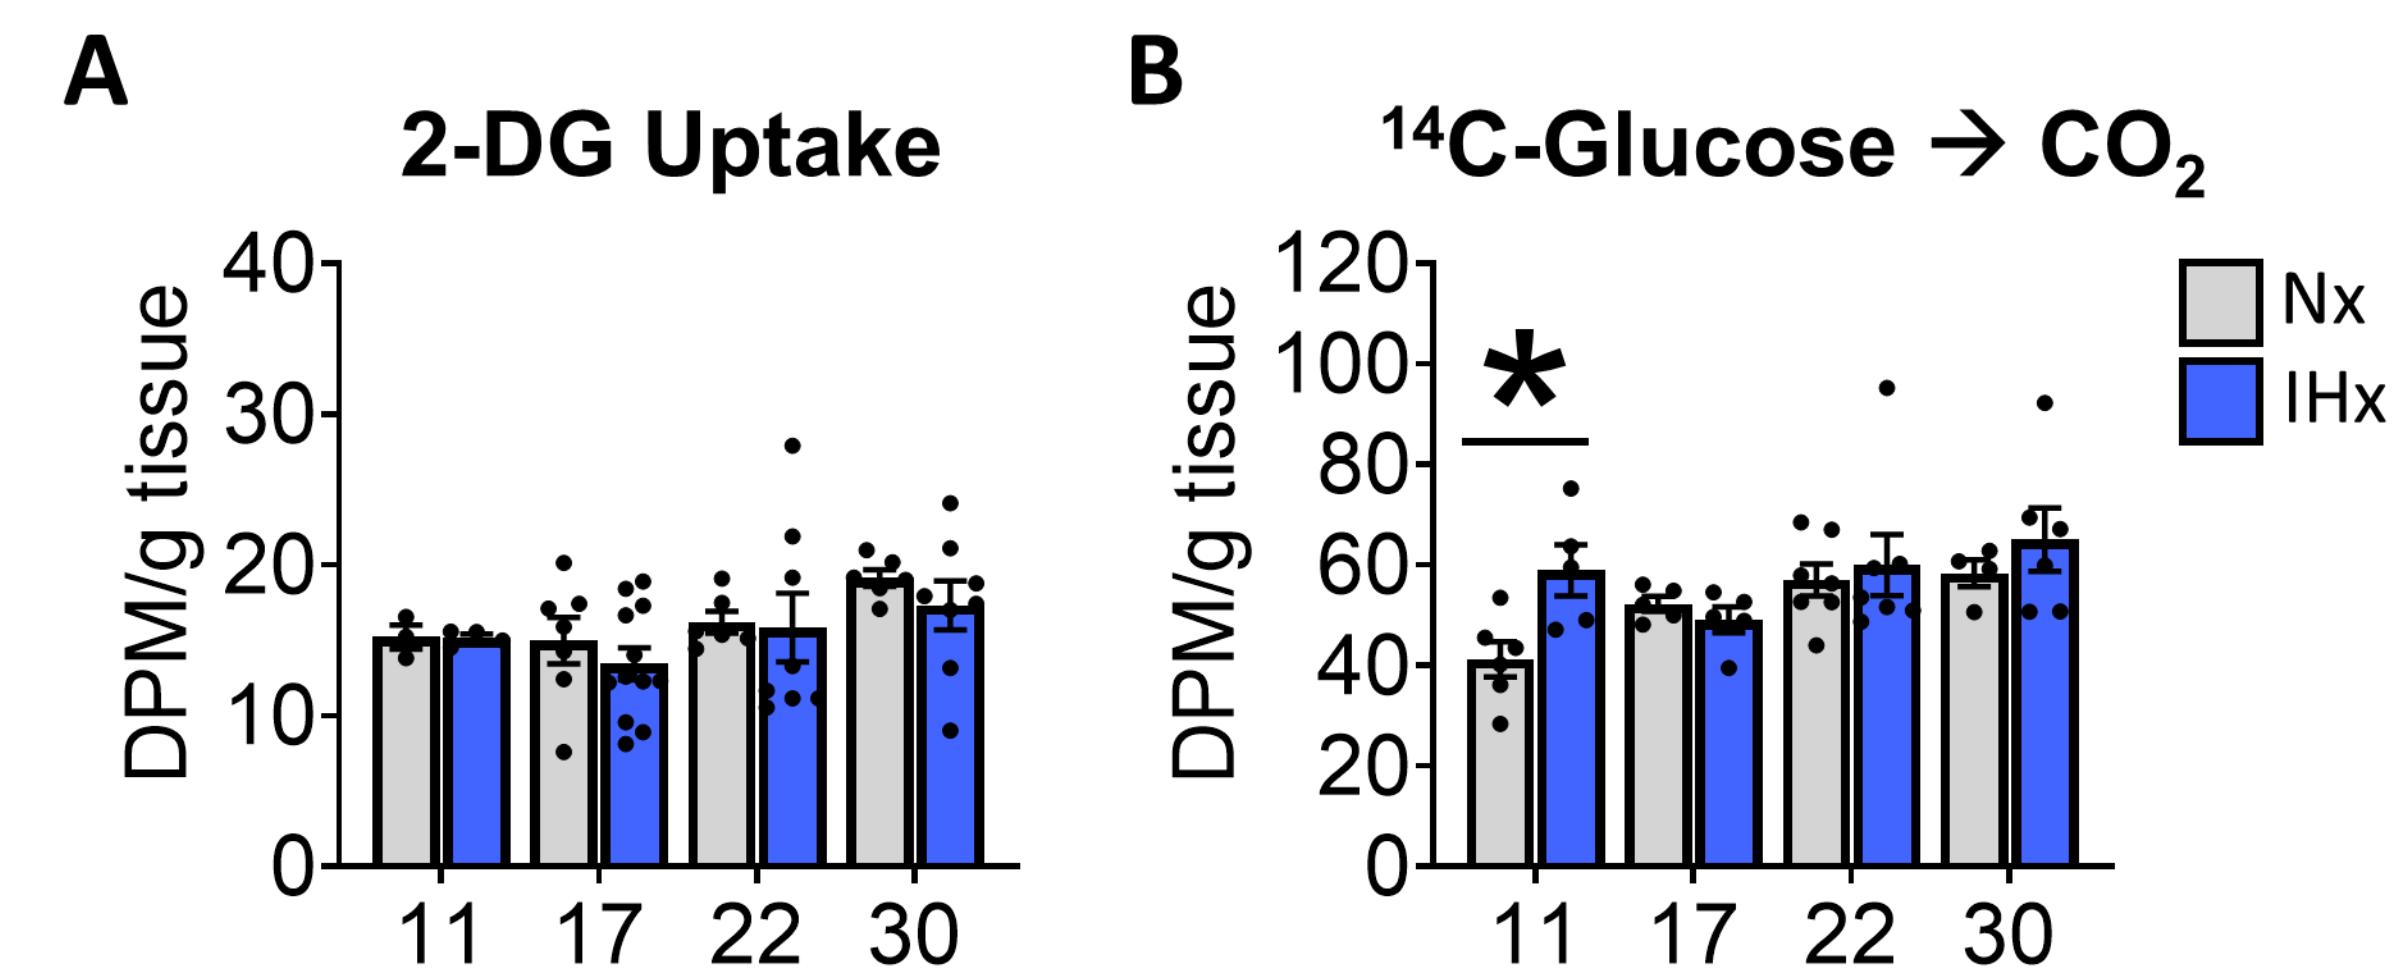 A
2-DG Uptake
DPM/g tissue
40
30
20
10
0
11 17 22 30
B
¹⁴C-Glucose → CO₂
DPM/g tissue
120
100
80
60
40
20
0
*
11 17 22 30
Nx
IHx